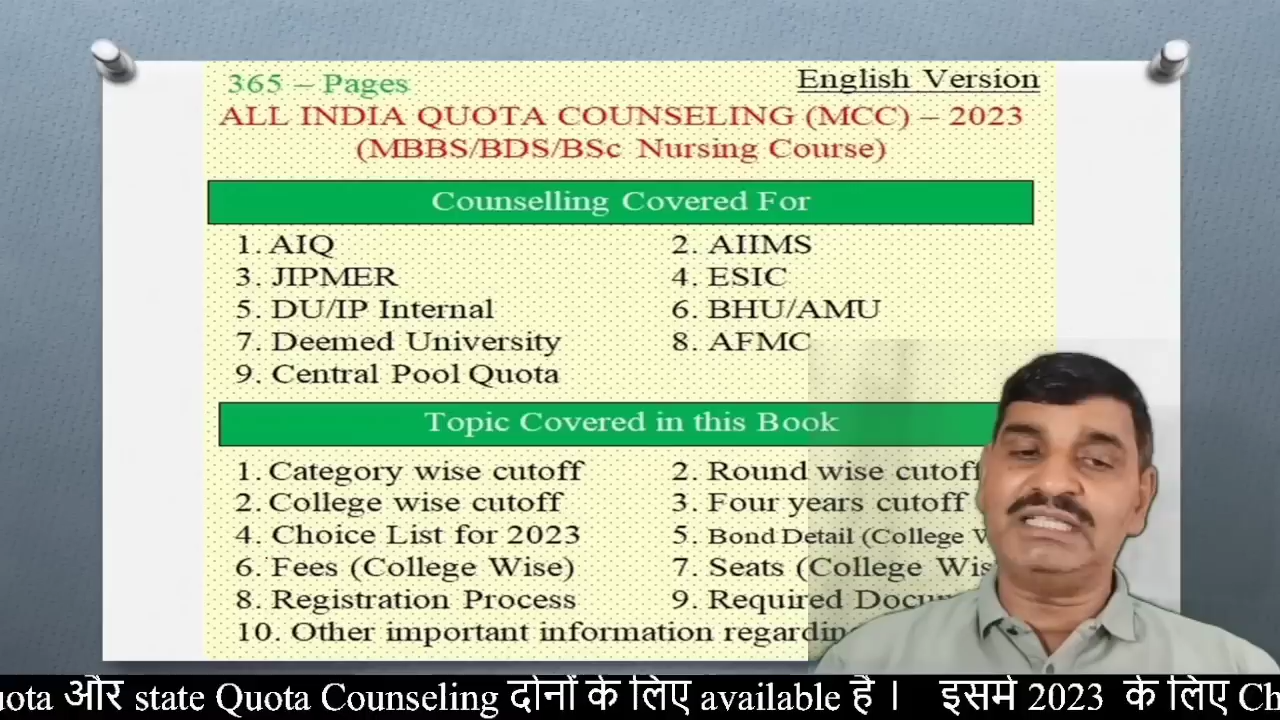 365 – Pages English Version
ALL INDIA QUOTA COUNSELING (MCC) – 2023
(MBBS/BDS/BSc Nursing Course)
Counselling Covered For
1. AIQ 2. AIIMS
3. JIPMER 4. ESIC
5. DU/IP Internal 6. BHU/AMU
7. Deemed University 8. AFMC
9. Central Pool Quota
Topic Covered in this Book
1. Category wise cutoff 2. Round wise cutoff
2. College wise cutoff 3. Four years cutoff
4. Choice List for 2023 5. Bond Detail (College
6. Fees (College Wise) 7. Seats (College
8. Registration Process 9. Required
10. Other important information
और state Quota Counseling दोनों के लिए available है । इसमें 2023 के लिए